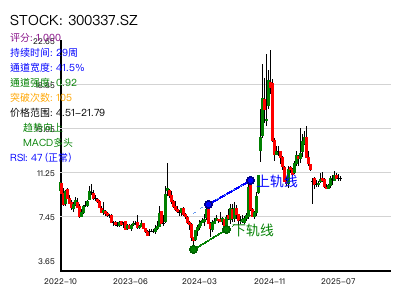 STOCK: 300337.SZ
评分: 1.000
22.65
持续时间: 29周
通道宽度: 41.5%
通道强度: 0.92
突破次数: 105
价格范围: 4.51–21.79
趋势向上
MACD多头
RSI: 47 (正常)
11.25
上轨线
7.45
下轨线
3.65
2022–10 2023–06 2024–03 2024–11 2025–07